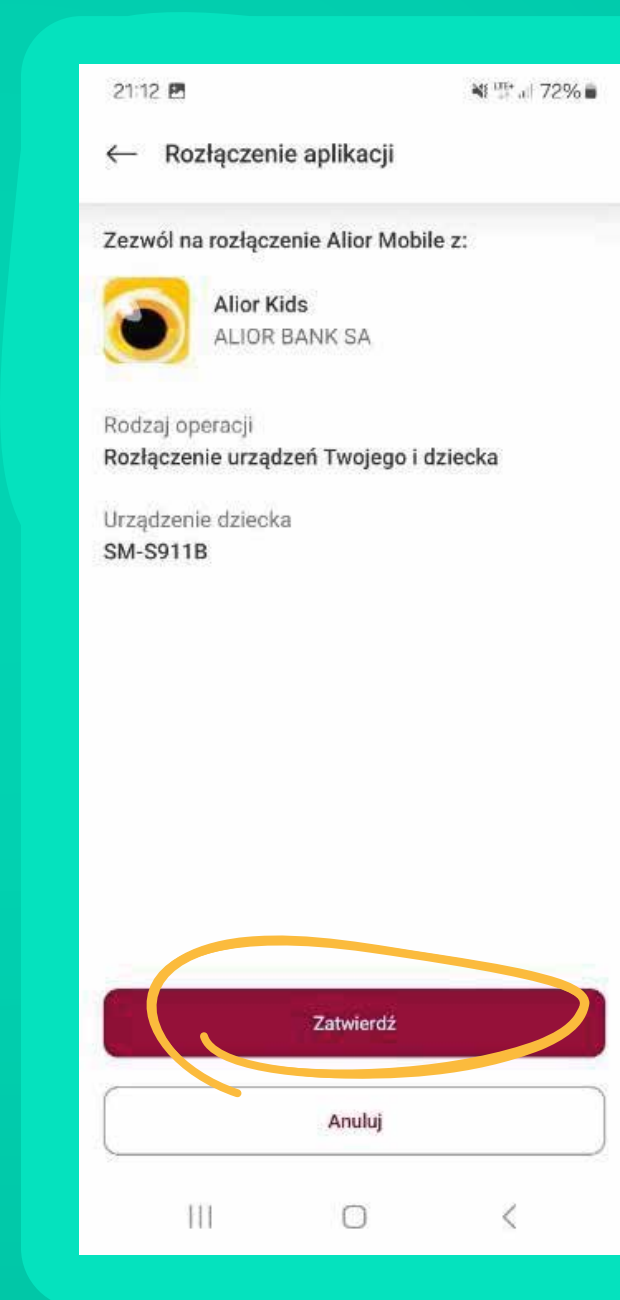 21:12
72%
Rozłączenie aplikacji
Zezwól na rozłączenie Alior Mobile z:
Alior Kids
ALIOR BANK SA
Rodzaj operacji
Rozłączenie urządzeń Twojego i dziecka
Urządzenie dziecka
SM-S911B
Zatwierdź
Anuluj